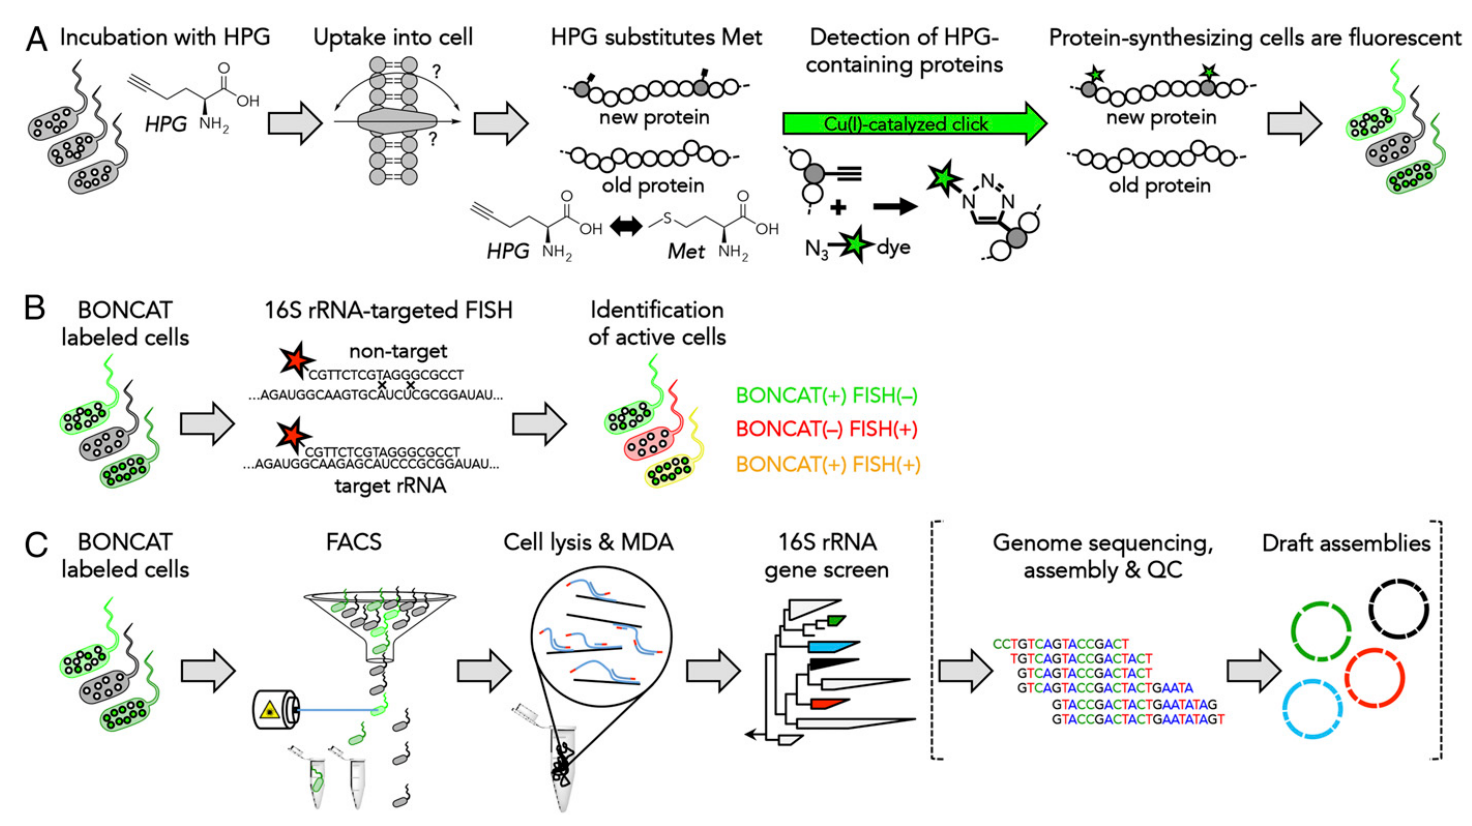 A
Incubation with HPG
Uptake into cell
HPG substitutes Met
Detection of HPG-
containing proteins
Protein-synthesizing cells are fluorescent
O
OH
NH2
HPG
?
?
new protein
old protein
O
OH
NH2
HPG
S
O
OH
NH2
Met
Cu(I)-catalyzed click
+
N3
dye
N
N
N
new protein
old protein
B
BONCAT
labeled cells
16S rRNA-targeted FISH
Identification
of active cells
non-target
CGTTCTCGTAGGGCGCCT
x x
...AGAUGGCAAGUGCAUCUCGCGGAUAU...
CGTTCTCGTAGGGCGCCT
...AGAUGGCAAGAGCAUCCCGCGGAUAU...
target rRNA
BONCAT(+) FISH(–)
BONCAT(–) FISH(+)
BONCAT(+) FISH(+)
C
BONCAT
labeled cells
FACS
Cell lysis & MDA
16S rRNA
gene screen
Genome sequencing,
assembly & QC
Draft assemblies
CCTGTCAGTACCGACT
TGTCAGTACCGACTACT
GTCAGTACCGACTACT
GTCAGTACCGACTACTGAATA
GTACCGACTACTGAATATAG
GTACCGACTACTGAATATAGT